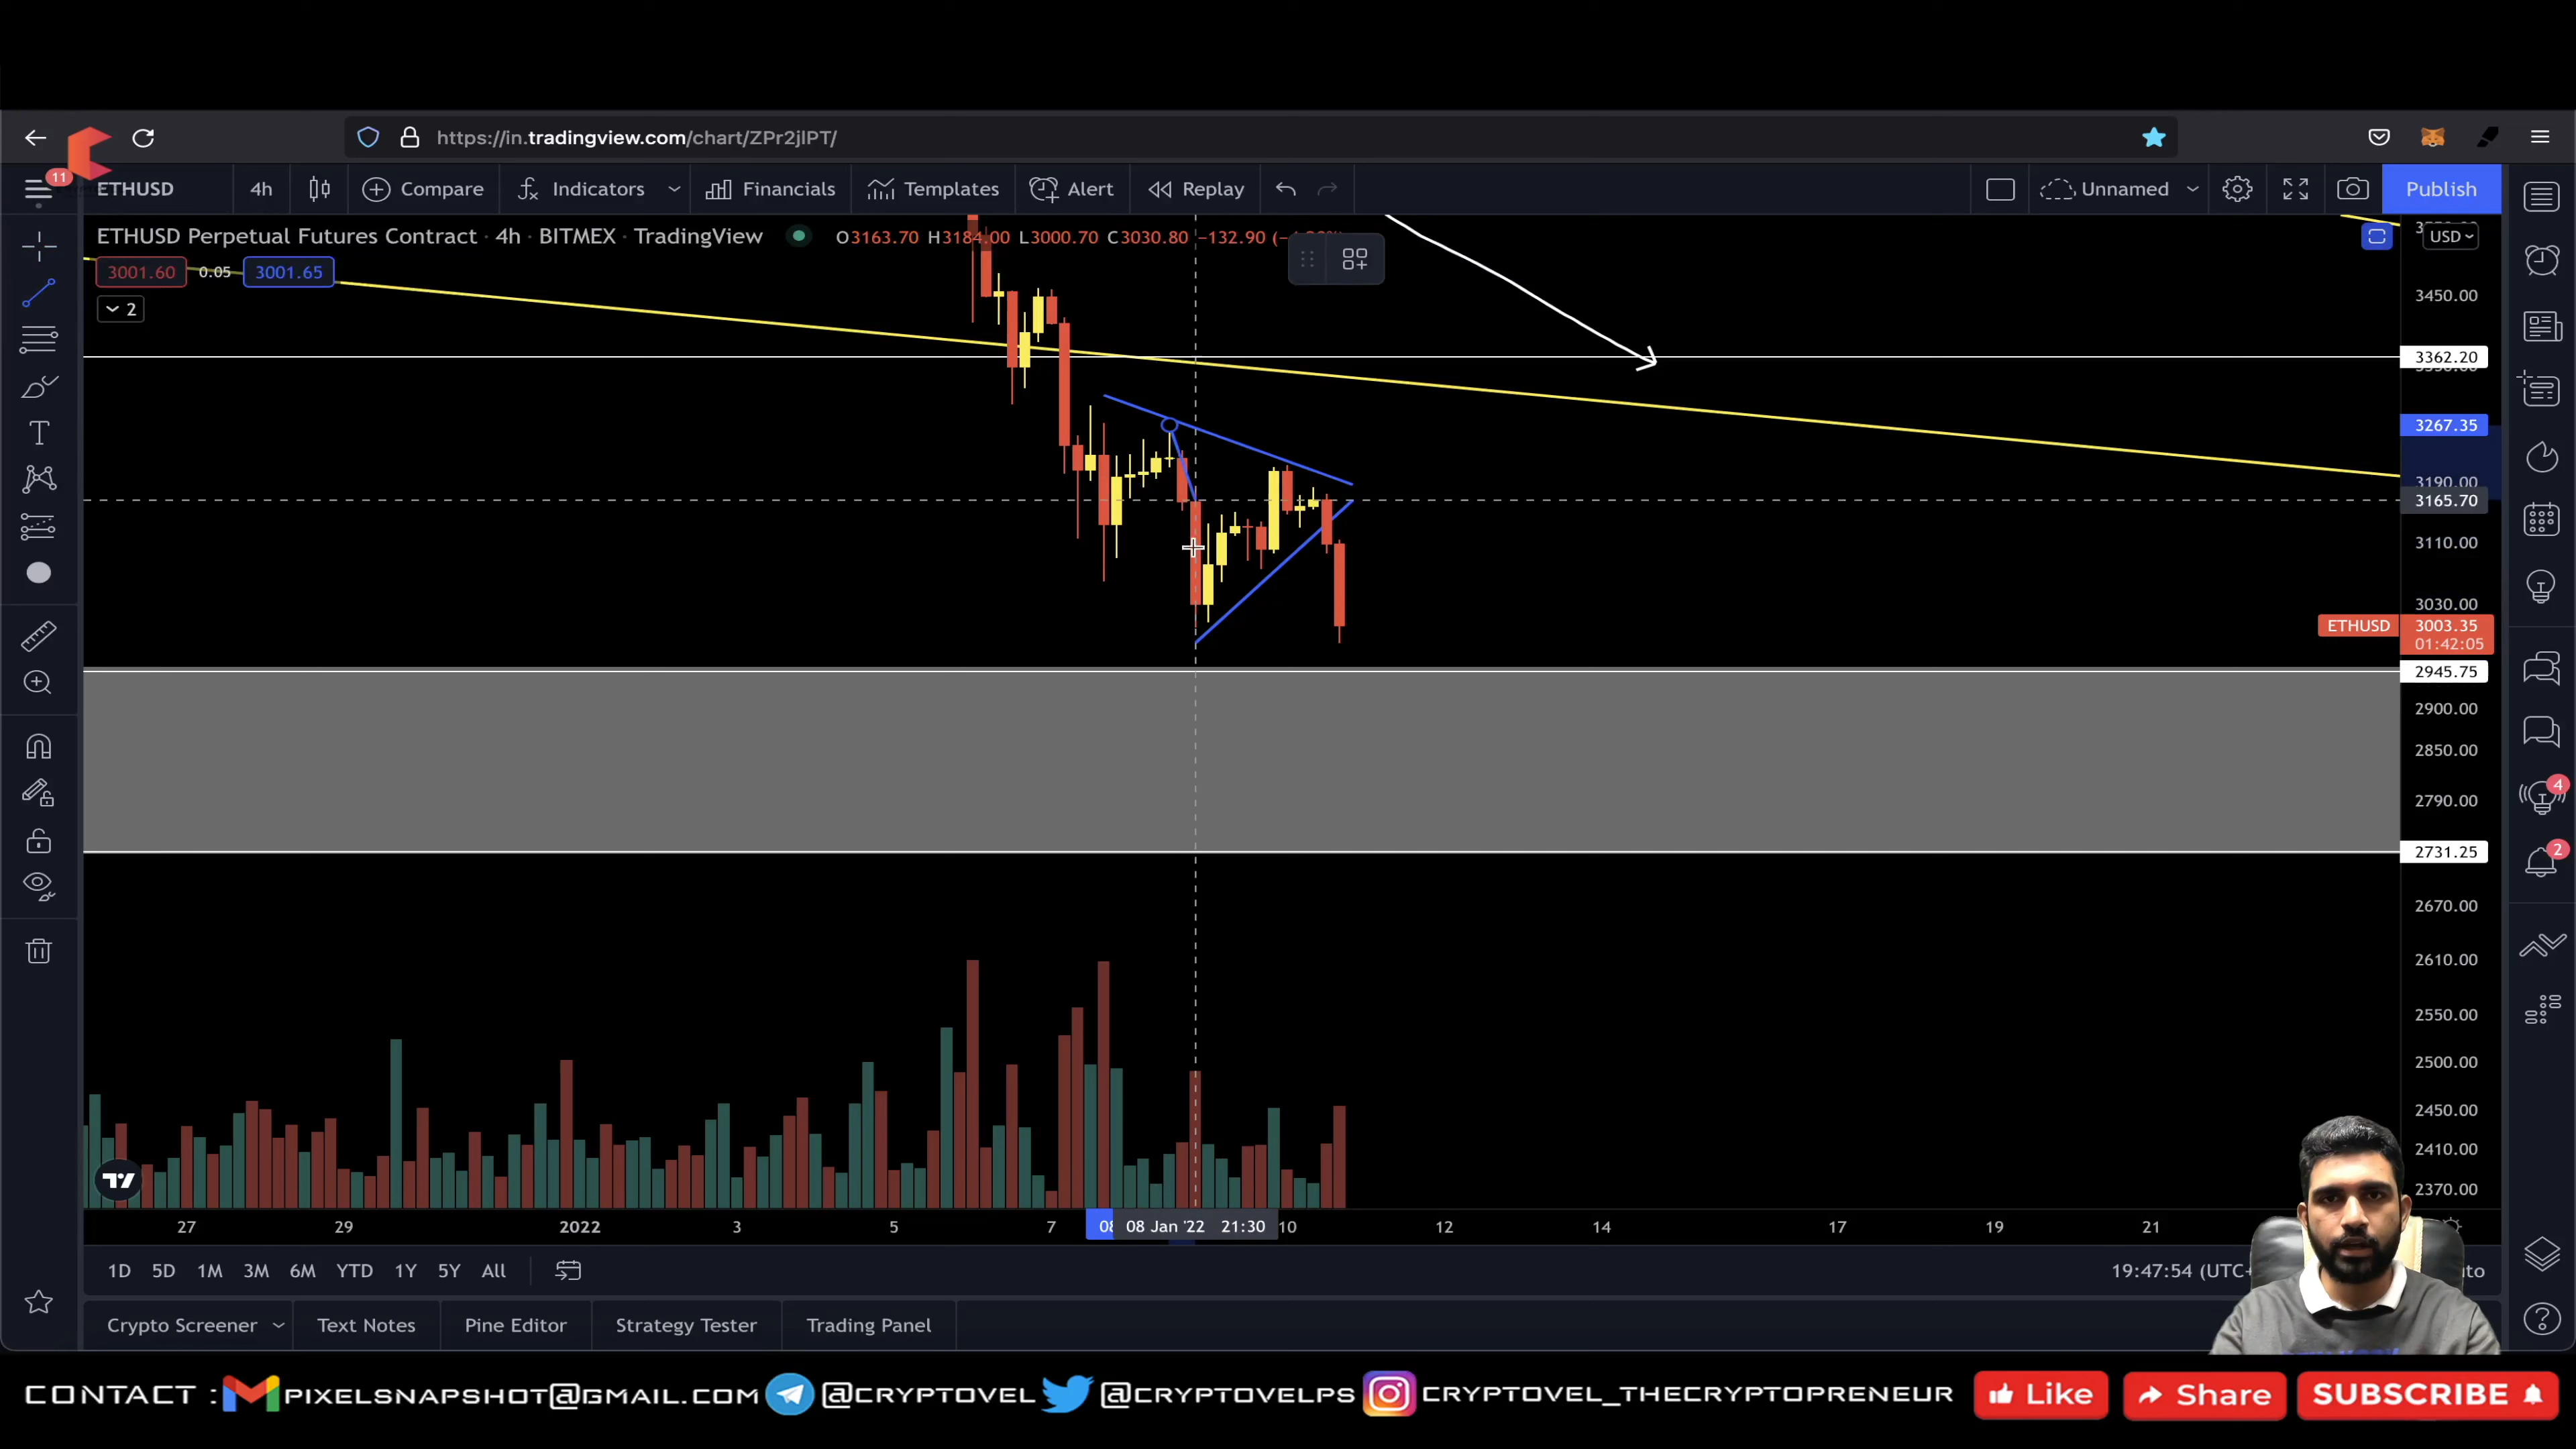 https://in.tradingview.com/chart/ZPr2jlPT/
11
ETHUSD 4h Compare Indicators Financials Templates Alert Replay Unnamed Publish
ETHUSD Perpetual Futures Contract · 4h · BITMEX · TradingView O3163.70 H3184.00 L3000.70 C3030.80 −132.90
USD
3001.60 0.05 3001.65
2
3450.00
3362.20
3267.35
3190.00
3165.70
3110.00
3030.00
ETHUSD 3003.35
01:42:05
2945.75
2900.00
2850.00
2790.00
4
2731.25
2
2670.00
2610.00
2550.00
2500.00
2450.00
2410.00
2370.00
27 29 2022 3 5 7 08 08 Jan '22 21:30 10 12 14 17 19 21
1D 5D 1M 3M 6M YTD 1Y 5Y All 19:47:54
Crypto Screener Text Notes Pine Editor Strategy Tester Trading Panel
CONTACT : PIXELSNAPSHOT@GMAIL.COM @CRYPTOVEL @CRYPTOVELPS CRYPTOVEL_THECRYPTOPRENEUR Like Share SUBSCRIBE